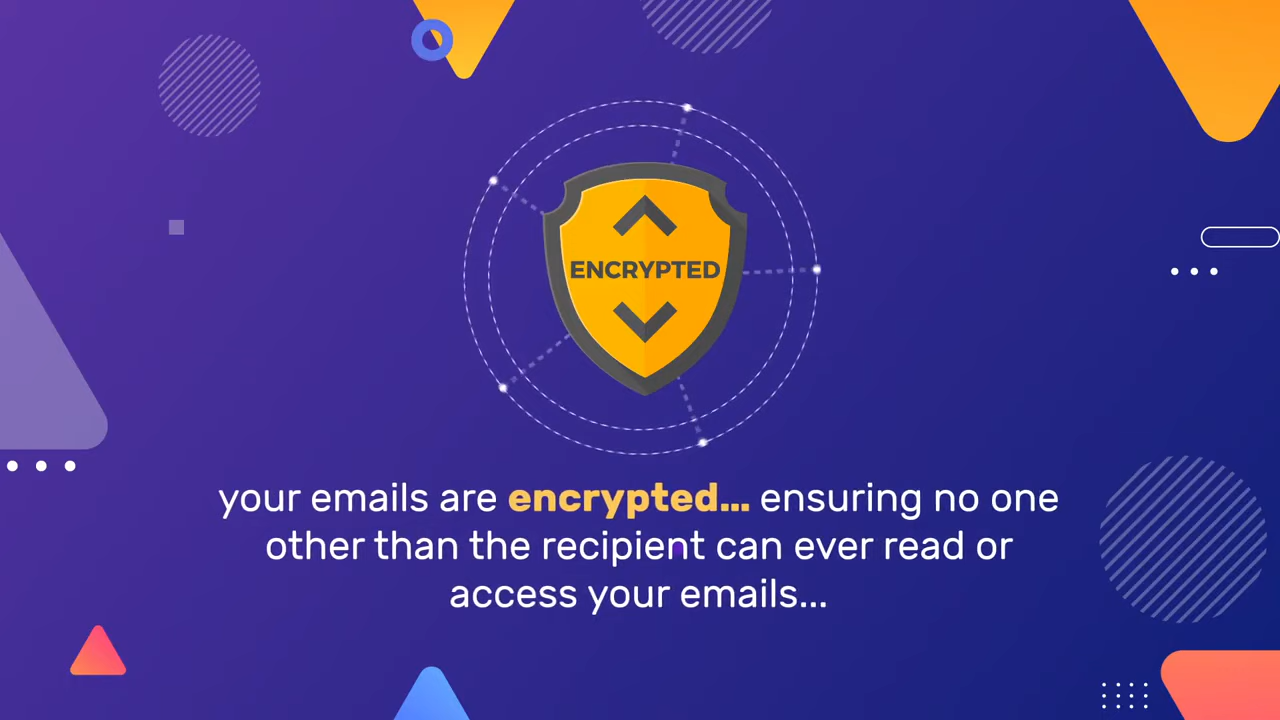 ENCRYPTED
your emails are encrypted... ensuring no one
other than the recipient can ever read or
access your emails...